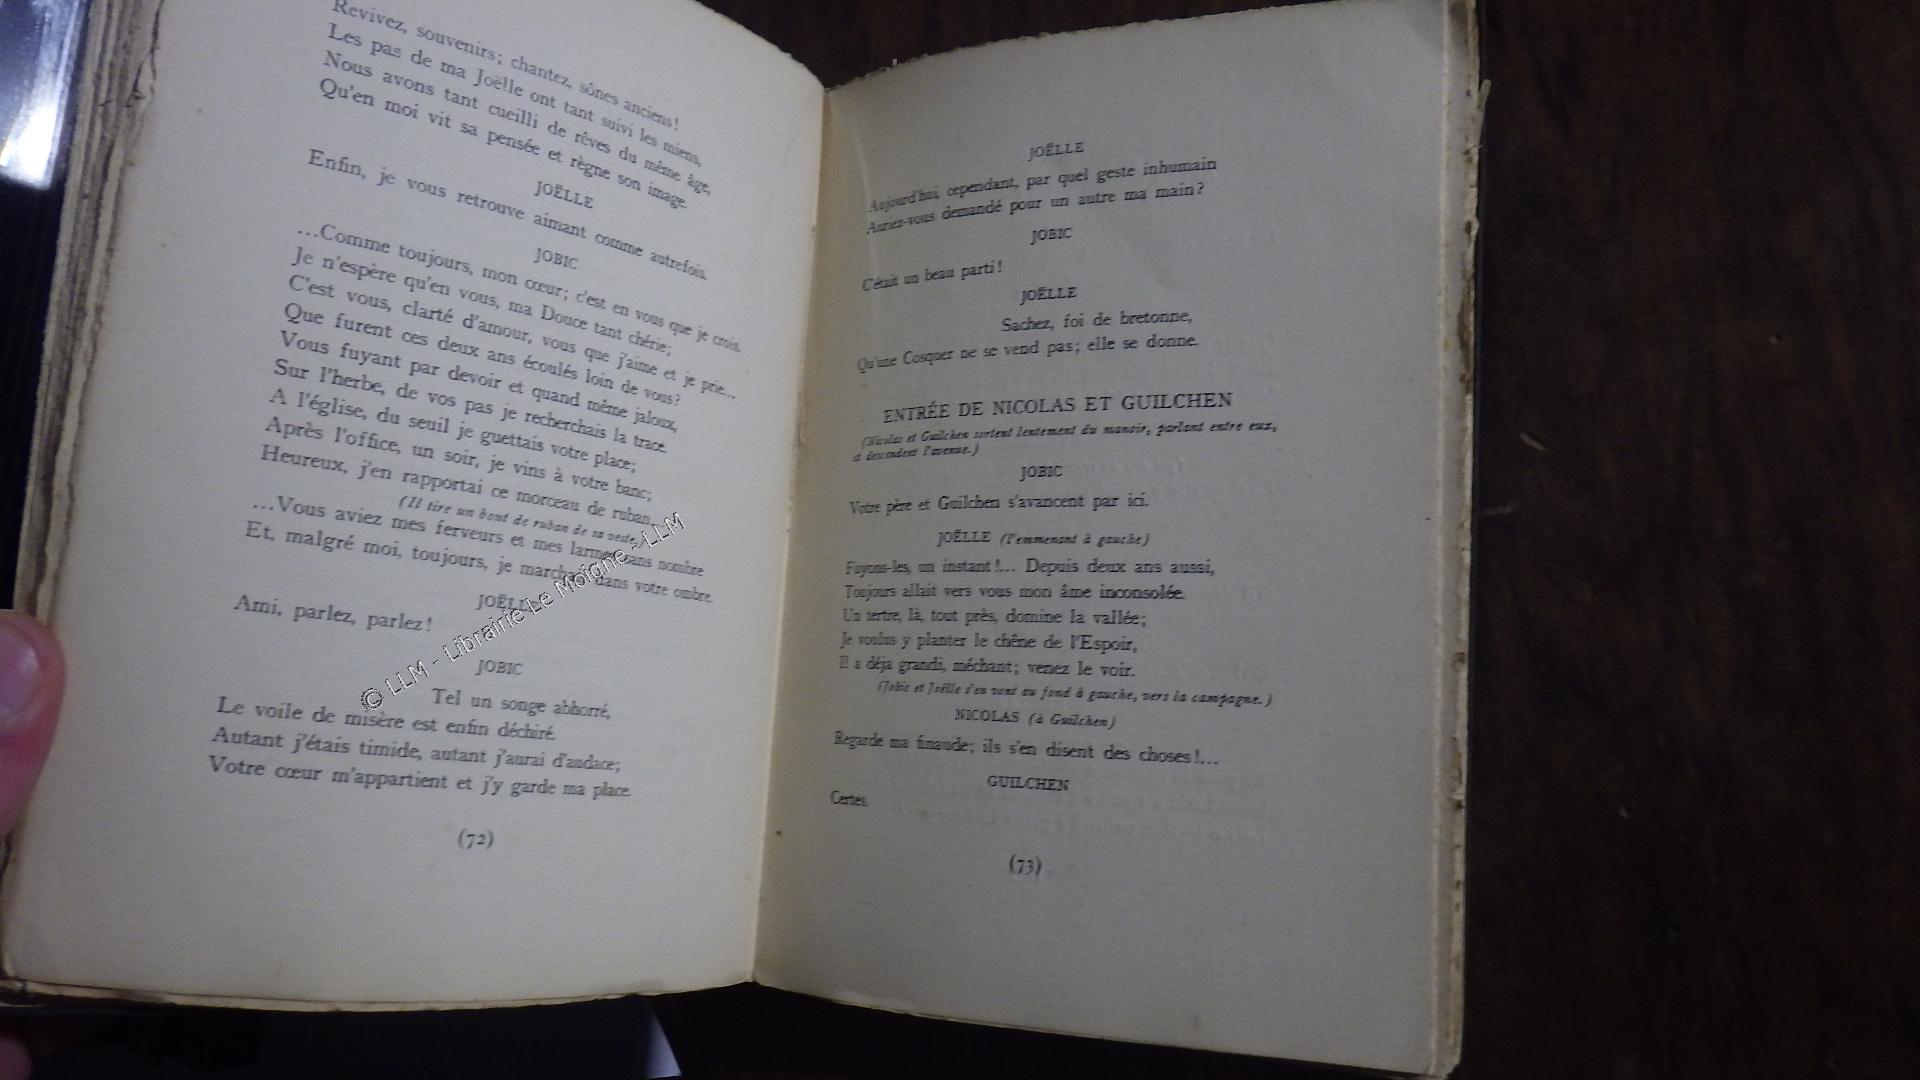 Revivez, souvenirs; chantez, sônes anciens!
Les pas de ma Joëlle ont tant suivi les miens,
Nous avons tant cueilli de rêves du même âge,
Qu'en moi vit sa pensée et règne son image.
JOËLLE
Enfin, je vous retrouve aimant comme autrefois.
JOBIC
...Comme toujours, mon cœur; c'est en vous que je crois.
Je n'espère qu'en vous, ma Douce tant chérie;
C'est vous, clarté d'amour, vous que j'aime et je prie...
Que furent ces deux ans écoulés loin de vous?
Vous fuyant par devoir et quand même jaloux,
Sur l'herbe, de vos pas je recherchais la trace.
A l'église, du seuil je guettais votre place;
Après l'office, un soir, je vins à votre banc;
Heureux, j'en rapportai ce morceau de ruban...
(Il tire un bout de ruban de sa veste.)
...Vous aviez mes ferveurs et mes larmes sans nombre
Et, malgré moi, toujours, je marchais dans votre ombre.
JOËLLE
Ami, parlez, parlez!
JOBIC
Tel un songe abhorré,
Le voile de misère est enfin déchiré.
Autant j'étais timide, autant j'aurai d'audace;
Votre cœur m'appartient et j'y garde ma place.
(72)
© LLM - Librairie Le Moigne - LLM
JOËLLE
Aujourd'hui, cependant, par quel geste inhumain
Auriez-vous demandé pour un autre ma main?
JOBIC
C'était un beau parti!
JOËLLE
Sachez, foi de bretonne,
Qu'une Cosquer ne se vend pas; elle se donne.
ENTRÉE DE NICOLAS ET GUILCHEN
(Nicolas et Guilchen sortent lentement du manoir, parlant entre eux,
et descendent l'avenue.)
JOBIC
Votre père et Guilchen s'avancent par ici.
JOËLLE (l'emmenant à gauche)
Fuyons-les, un instant!... Depuis deux ans aussi,
Toujours allait vers vous mon âme inconsolée.
Un tertre, là, tout près, domine la vallée;
Je voulus y planter le chêne de l'Espoir,
Il a déja grandi, méchant; venez le voir.
(Jobic et Joëlle s'en vont au fond à gauche, vers la campagne.)
NICOLAS (à Guilchen)
Regarde ma finaude; ils s'en disent des choses!...
GUILCHEN
Certes.
(73)